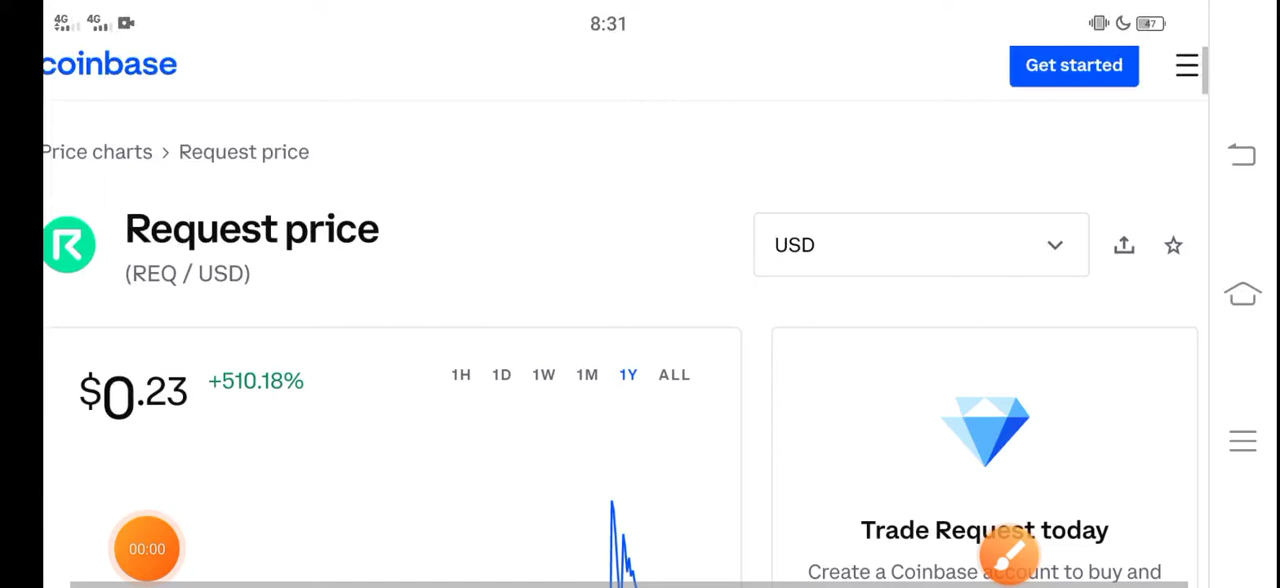 4G 4G 8:31 47
coinbase Get started
Price charts > Request price
Request price
(REQ / USD)
USD
$0.23 +510.18% 1H 1D 1W 1M 1Y ALL
Trade Request today
Create a Coinbase account to buy and
00:00